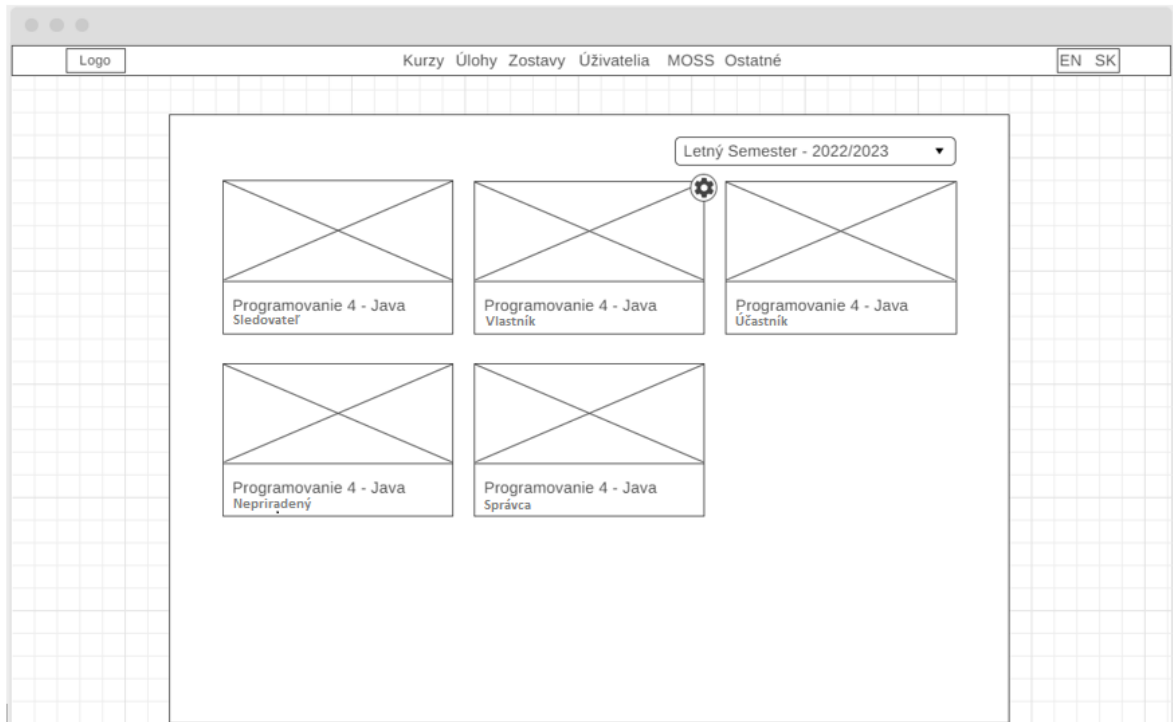 Logo
Kurzy Úlohy Zostavy Úživatelia MOSS Ostatné
EN SK
Letný Semester - 2022/2023
Programovanie 4 - Java
Sledovateľ
Programovanie 4 - Java
Vlastník
Programovanie 4 - Java
Účastník
Programovanie 4 - Java
Nepriradený
Programovanie 4 - Java
Správca